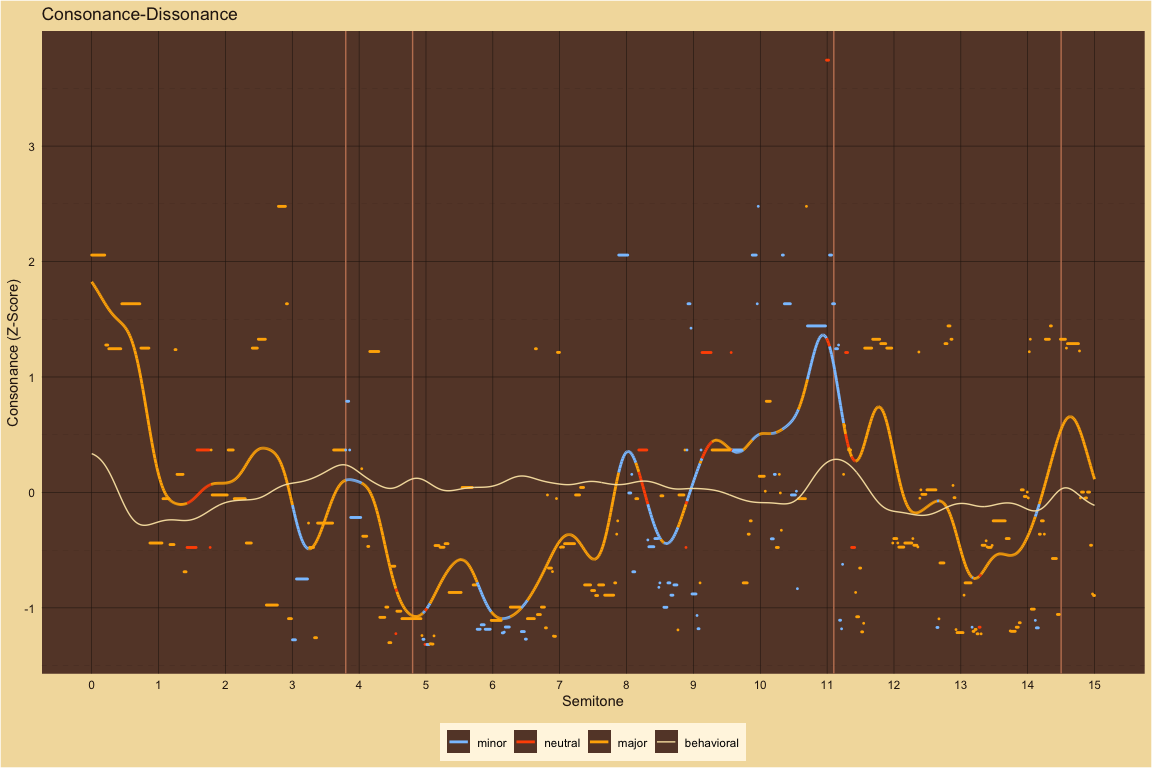 Consonance-Dissonance
Consonance (Z-Score)
3
2
1
0
-1
0 1 2 3 4 5 6 7 8 9 10 11 12 13 14 15
Semitone
minor neutral major behavioral